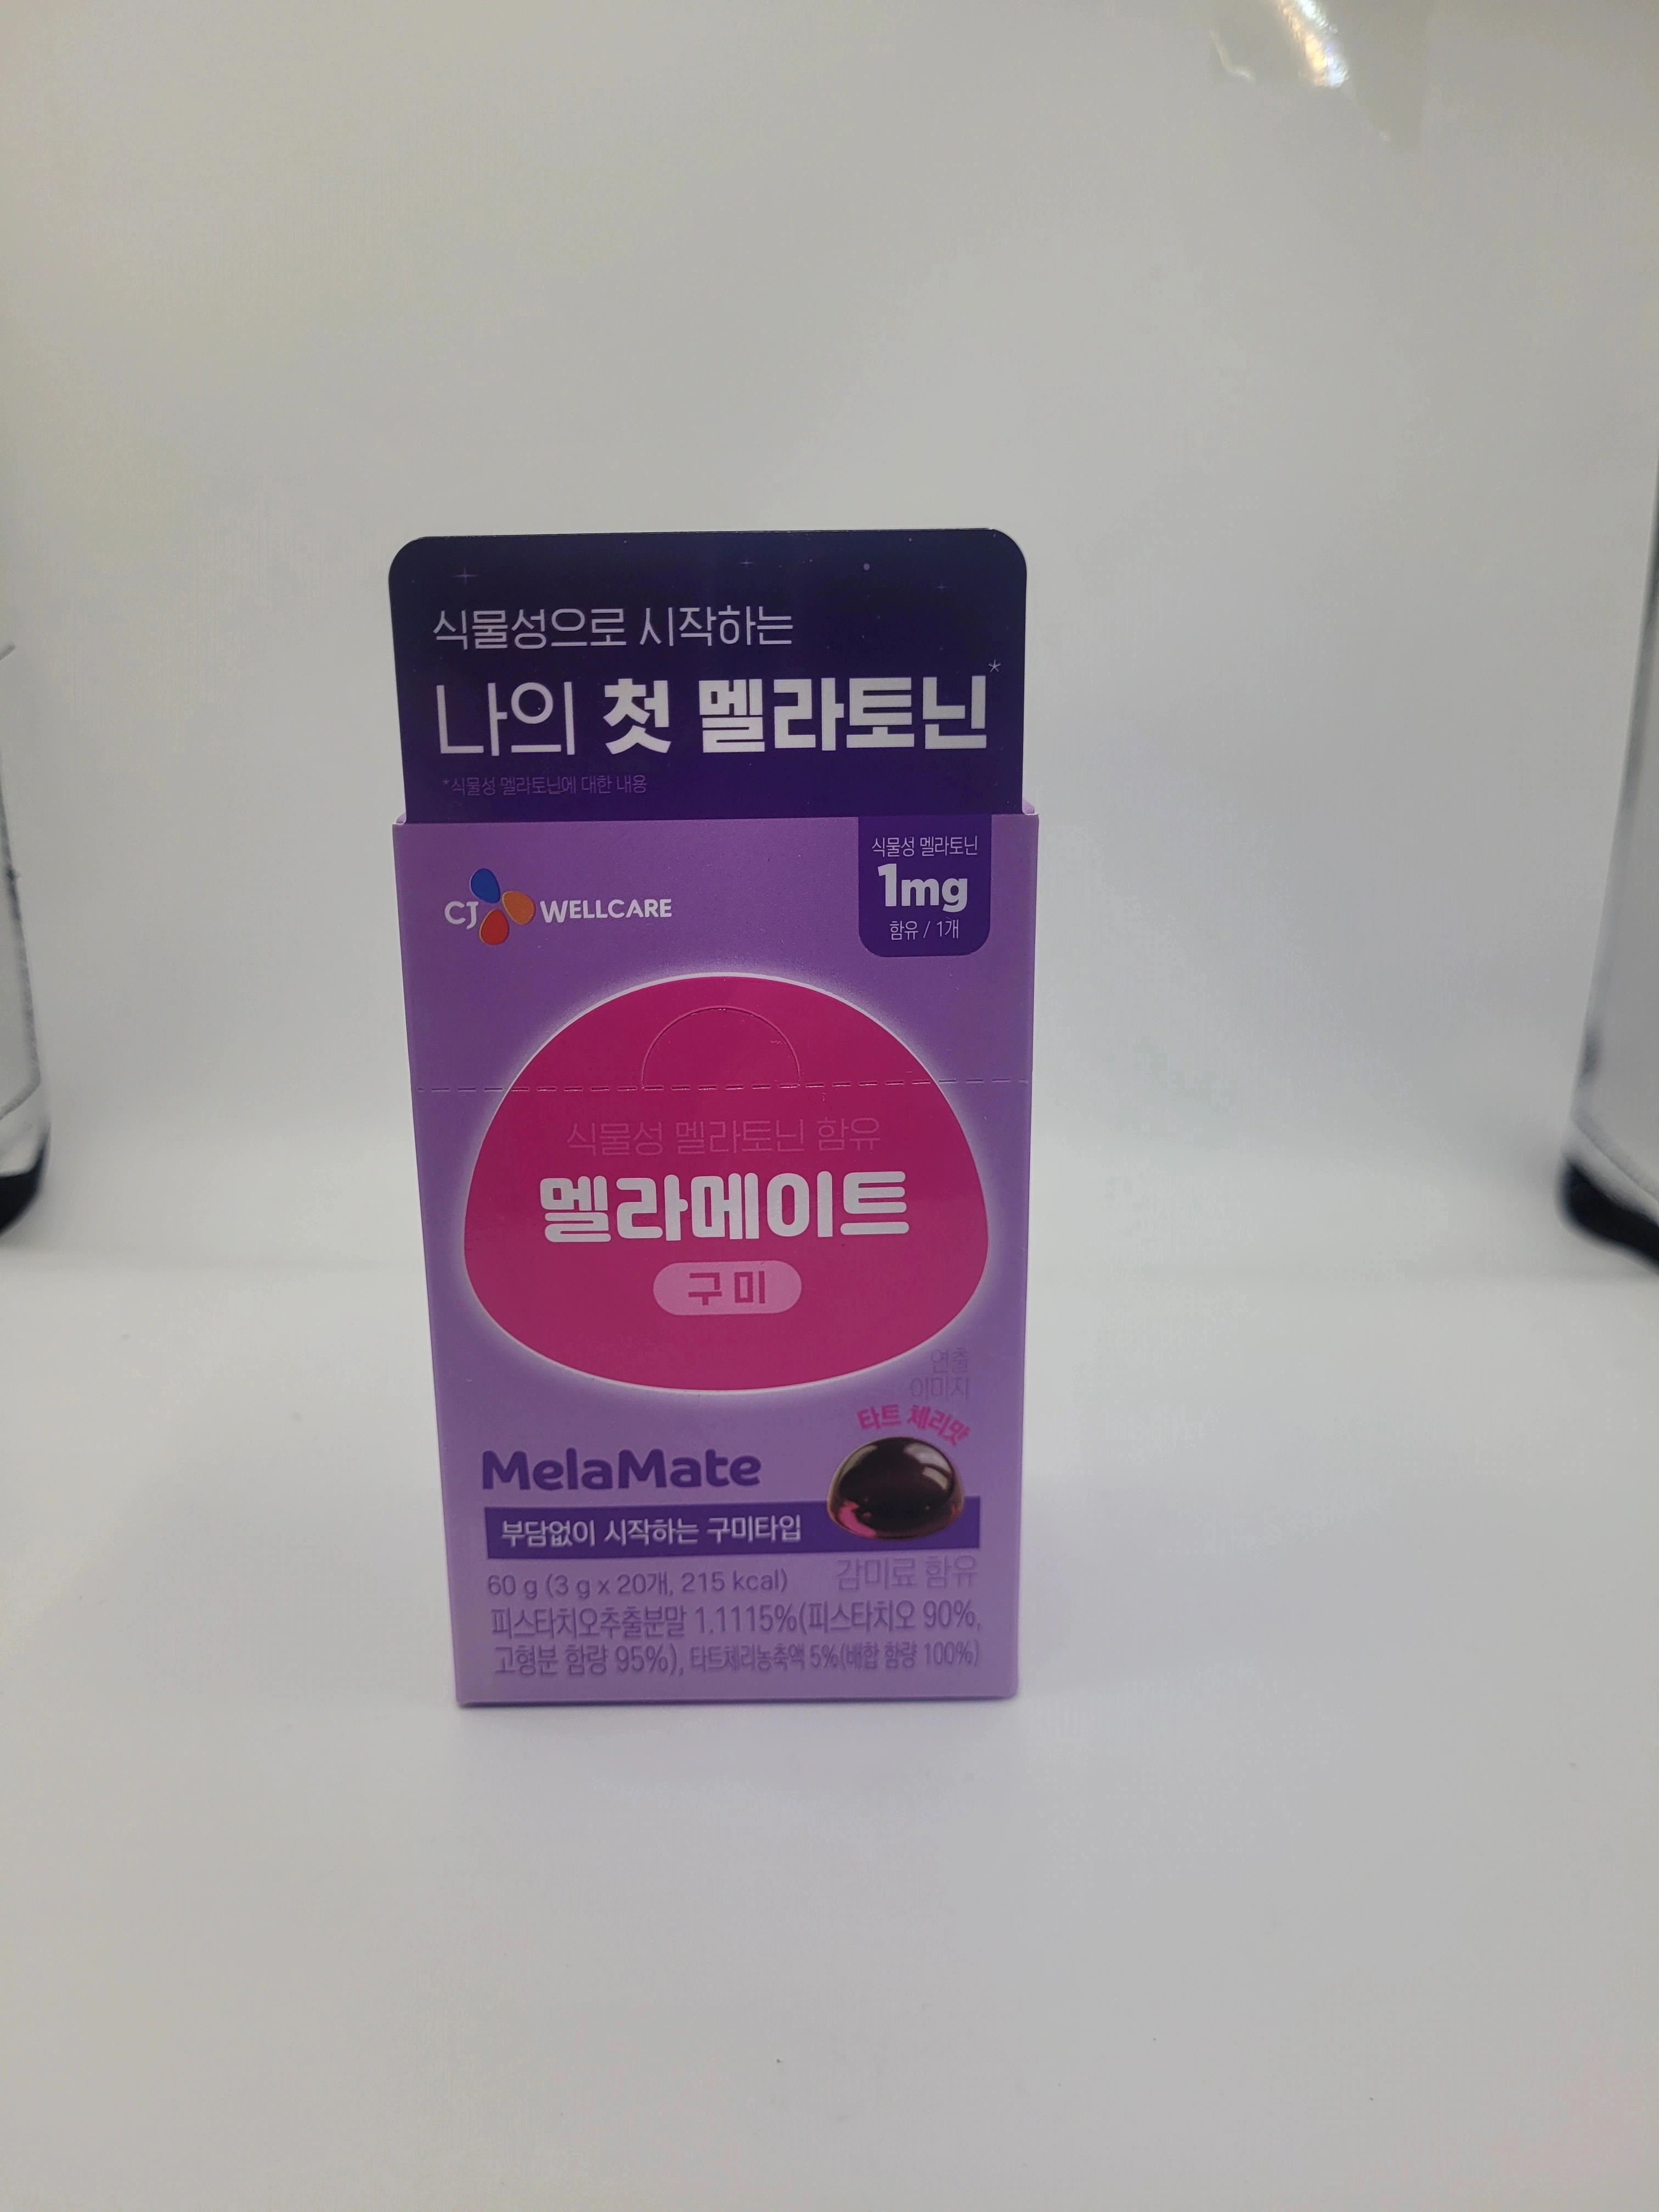 식물성으로 시작하는
나의 첫 멜라토닌*
*식물성 멜라토닌에 대한 내용
CJ WELLCARE
식물성 멜라토닌
1mg
함유 / 1개
식물성 멜라토닌 함유
멜라메이트
구미
연출
이미지
타트 체리맛
MelaMate
부담없이 시작하는 구미타입
60 g (3 g x 20개, 215 kcal) 감미료 함유
피스타치오추출분말 1.1115%(피스타치오 90%,
고형분 함량 95%), 타트체리농축액 5%(배합 함량 100%)